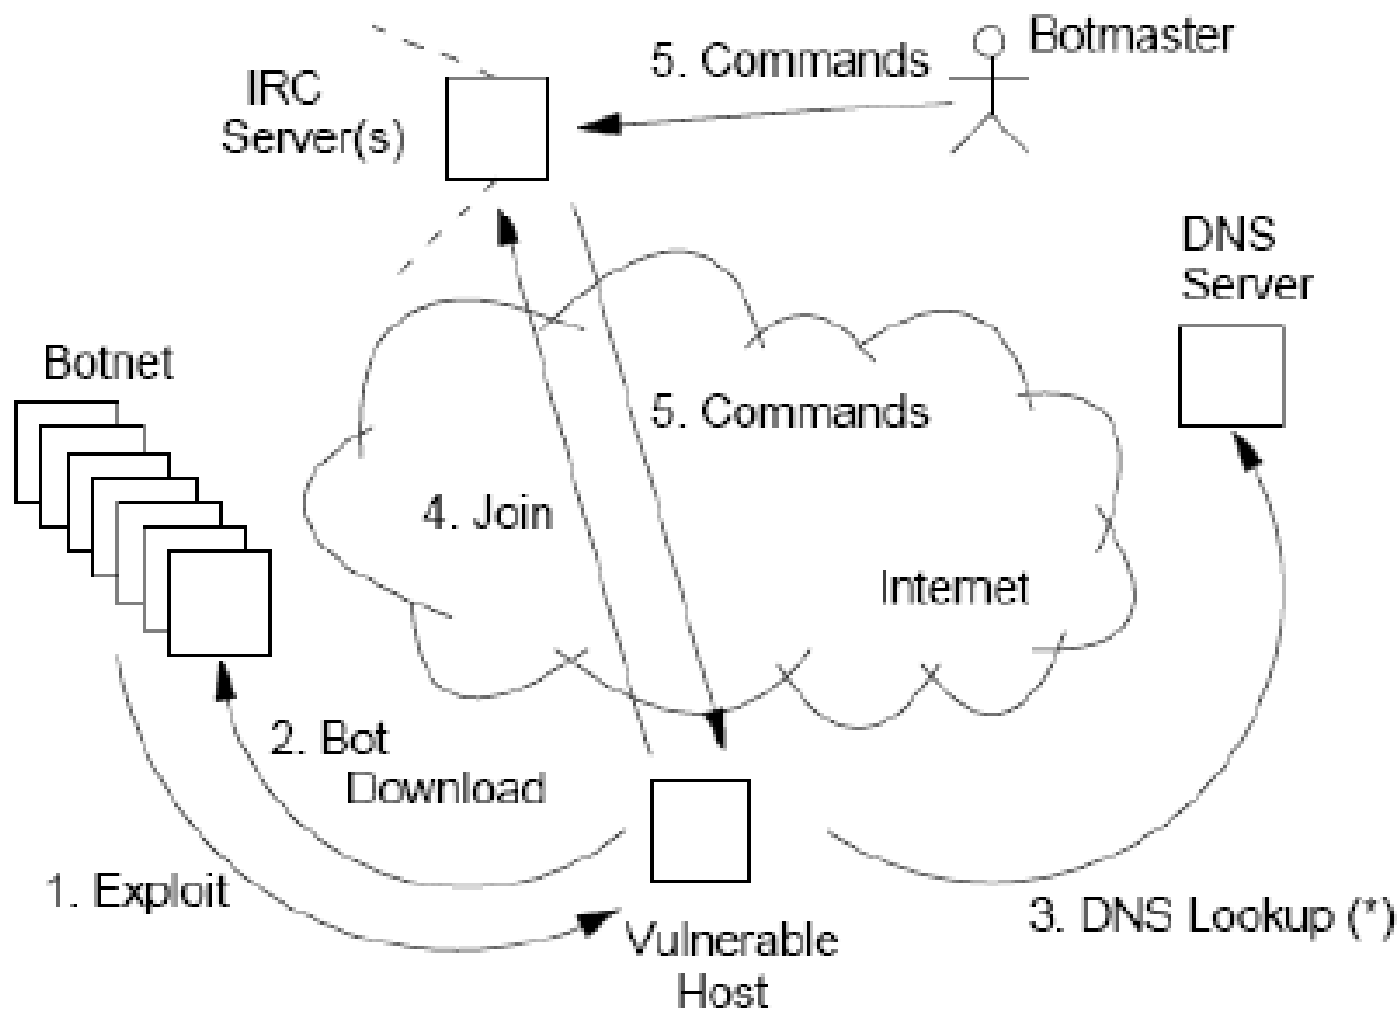 Botmaster
5. Commands
IRC
Server(s)
DNS
Server
Botnet
5. Commands
4. Join
Internet
2. Bot
Download
1. Exploit
3. DNS Lookup (*)
Vulnerable
Host